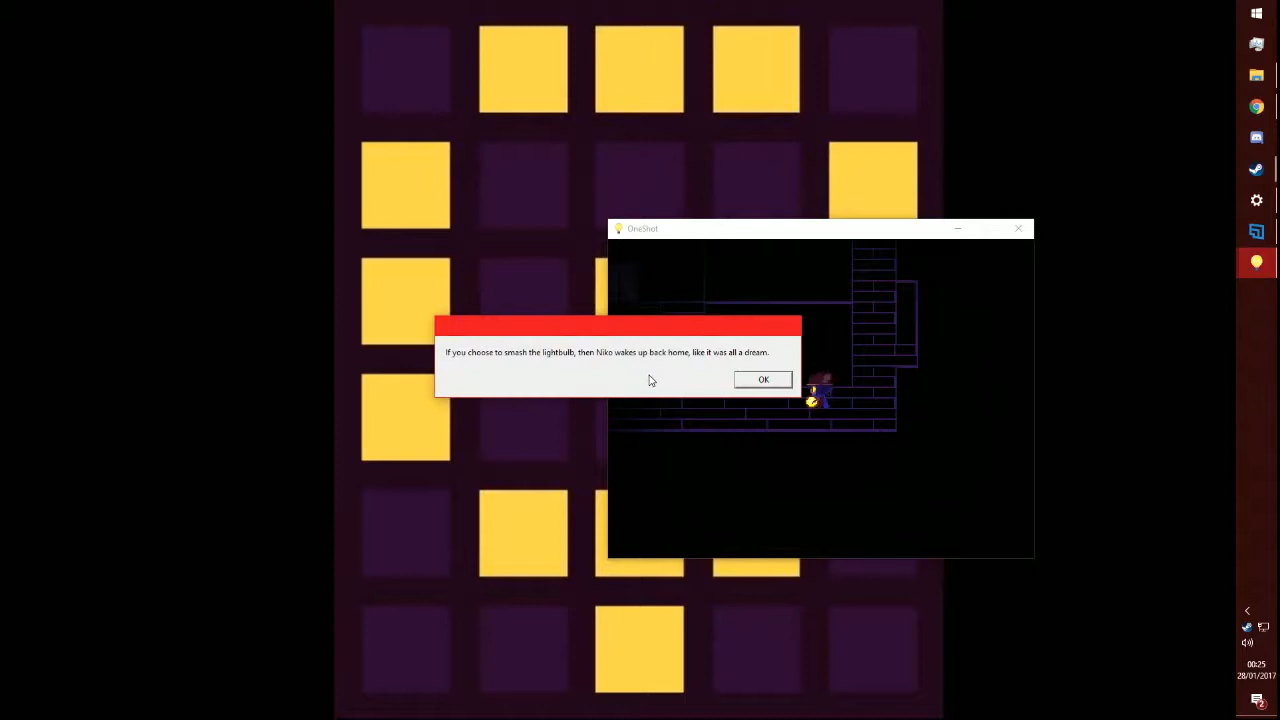 OneShot
If you choose to smash the lightbulb, then Niko wakes up back home, like it was all a dream.
OK
00:25
28/01/2017
2